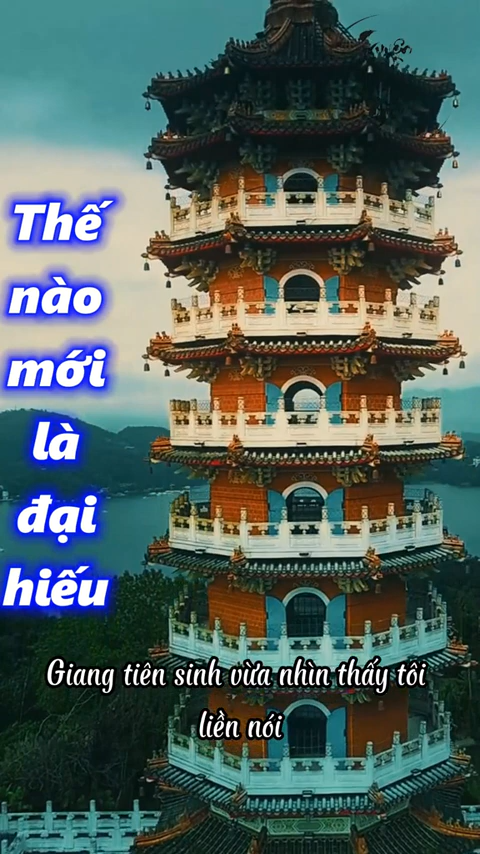 Thế
nào
mới
là
đại
hiếu
Giang tiên sinh vừa nhìn thấy tôi
liền nói